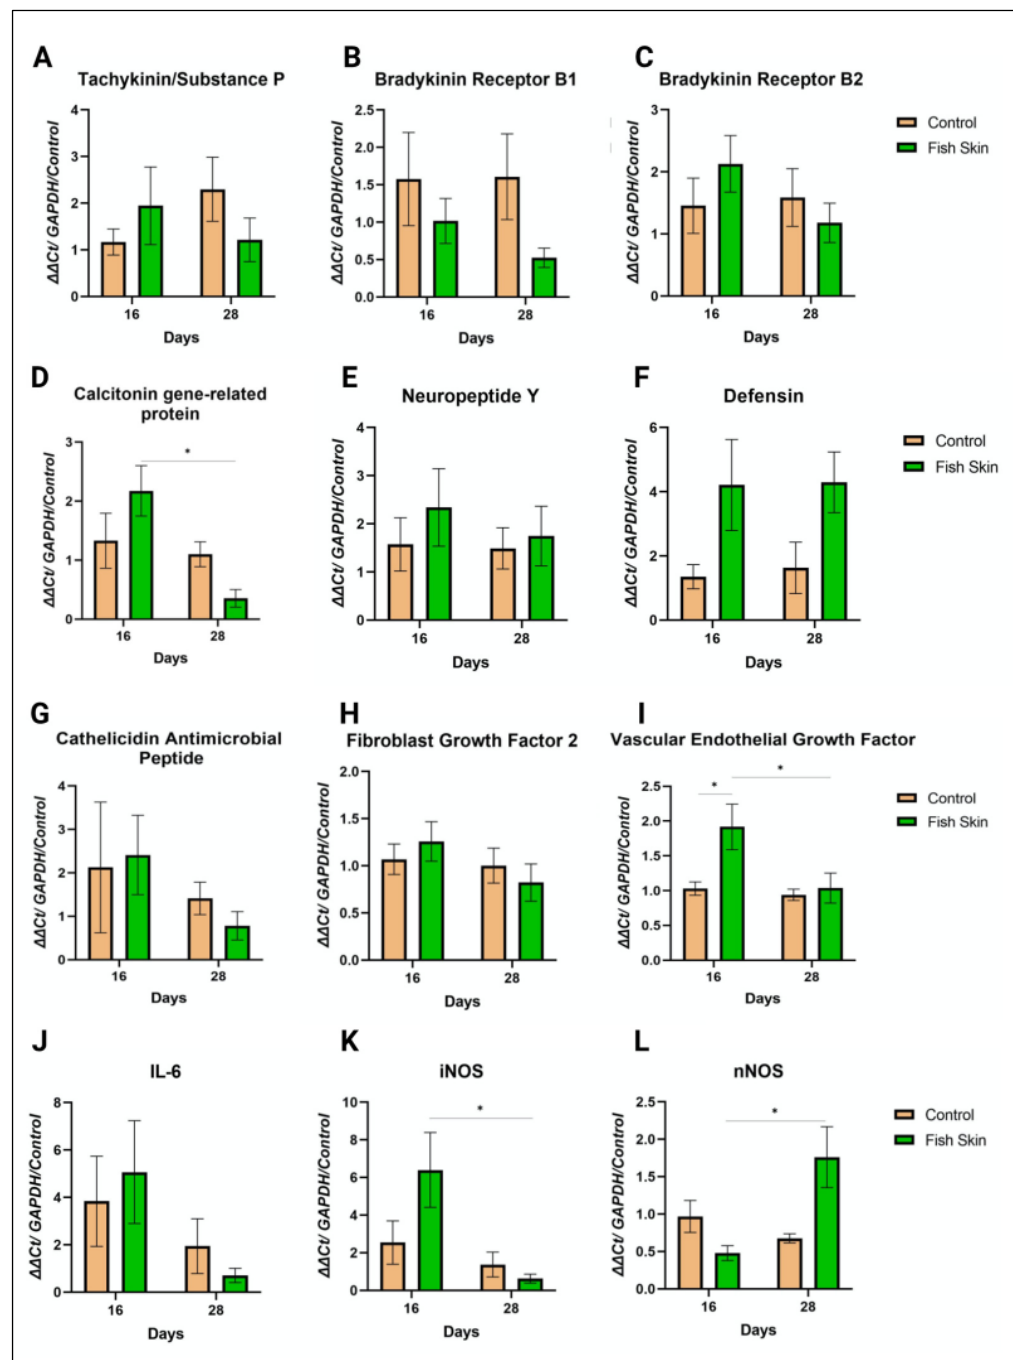 A
Tachykinin/Substance P
ΔΔCt/ GAPDH/Control
4
3
2
1
0
16
28
Days
B
Bradykinin Receptor B1
ΔΔCt/ GAPDH/Control
2.5
2.0
1.5
1.0
0.5
0.0
16
28
Days
C
Bradykinin Receptor B2
ΔΔCt/ GAPDH/Control
3
2
1
0
16
28
Days
Control
Fish Skin
D
Calcitonin gene-related
protein
ΔΔCt/ GAPDH/Control
3
2
1
0
*
16
28
Days
E
Neuropeptide Y
ΔΔCt/ GAPDH/Control
4
3
2
1
0
16
28
Days
F
Defensin
ΔΔCt/ GAPDH/Control
6
4
2
0
16
28
Days
Control
Fish Skin
G
Cathelicidin Antimicrobial
Peptide
ΔΔCt/ GAPDH/Control
4
3
2
1
0
16
28
Days
H
Fibroblast Growth Factor 2
ΔΔCt/ GAPDH/Control
2.0
1.5
1.0
0.5
0.0
16
28
Days
I
Vascular Endothelial Growth Factor
ΔΔCt/ GAPDH/Control
2.5
2.0
1.5
1.0
0.5
0.0
*
*
16
28
Days
Control
Fish Skin
J
IL-6
ΔΔCt/ GAPDH/Control
8
6
4
2
0
16
28
Days
K
iNOS
ΔΔCt/ GAPDH/Control
10
8
6
4
2
0
*
16
28
Days
L
nNOS
ΔΔCt/ GAPDH/Control
2.5
2.0
1.5
1.0
0.5
0.0
*
16
28
Days
Control
Fish Skin